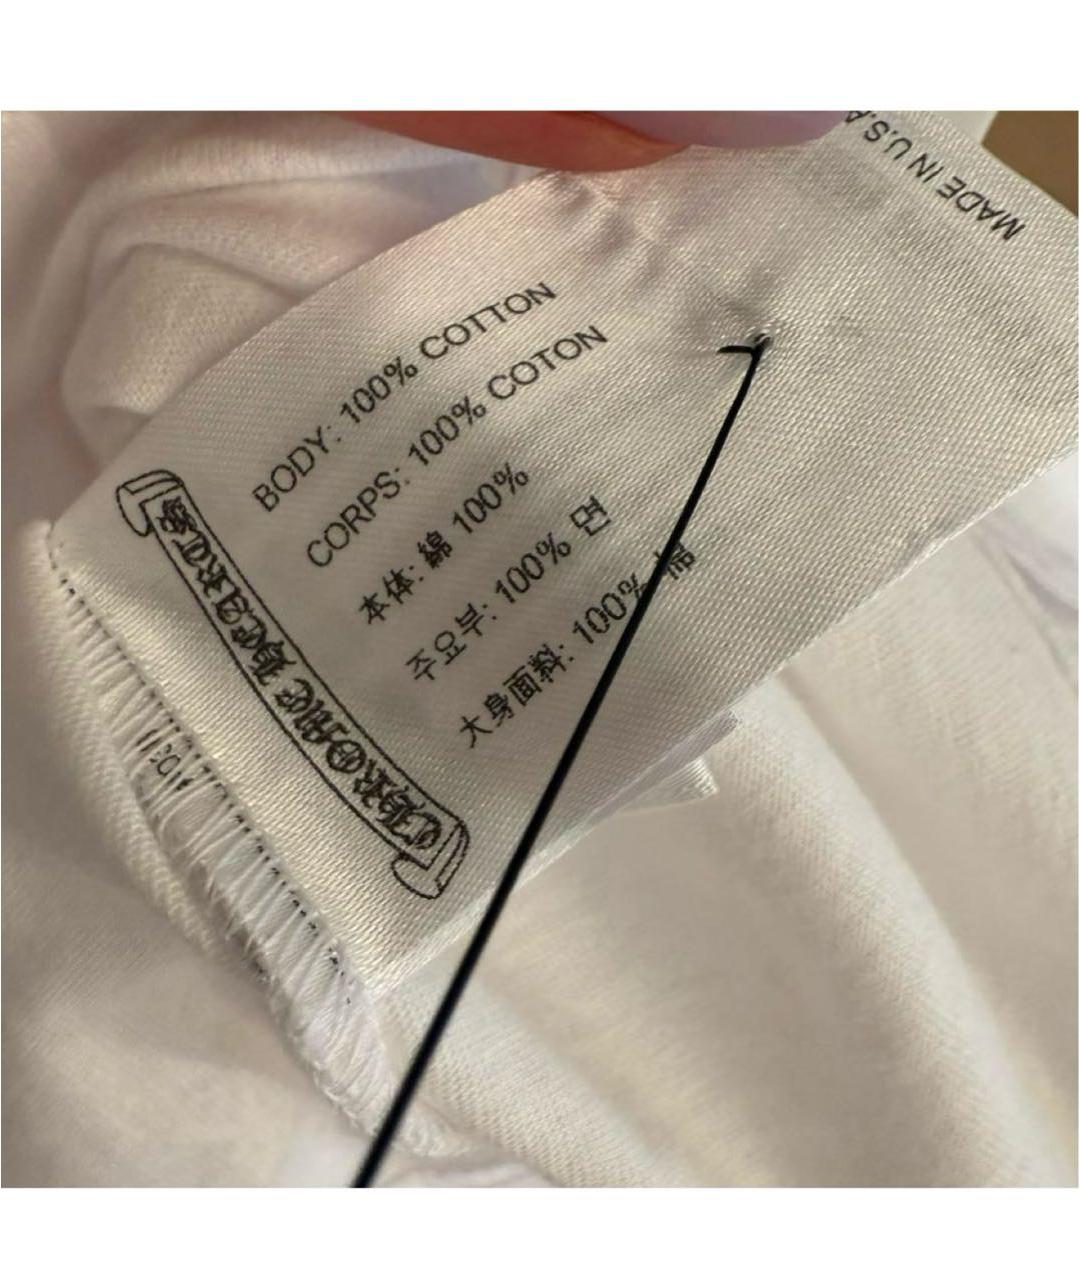 MADE IN U.S.A
BODY: 100% COTTON
CORPS: 100% COTON
本体: 綿 100%
주요부: 100% 면
大身面料: 100%
CHROME HEARTS